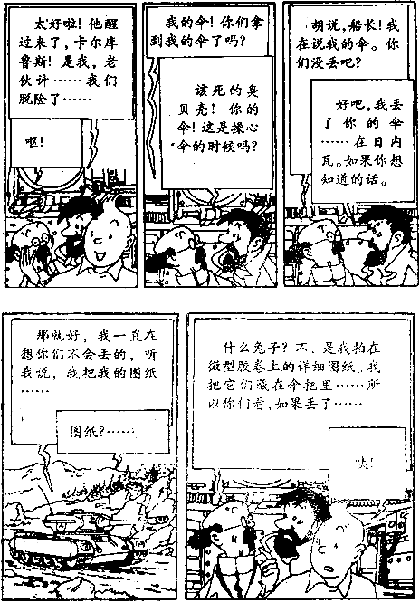 太好啦！他醒
过来了，卡尔库
鲁斯！是我，老
伙计……我们
脱险了……
哦！
我的伞！你们拿
到我的伞了吗？
该死的臭
贝壳！你的
伞！这是操心
伞的时候吗？
胡说，船长！我
在说我的伞。你
们没丢吧？
好吧，我丢
了你的伞
……在日内
瓦。如果你想
知道的话。
那就好，我一直在
想你们不会丢的，听
我说，我把我的图纸
……
图纸？……
什么兔子？不，是我拍在
微型胶卷上的详细图纸。我
把它们藏在伞把里……所
以你们看，如果丢了……